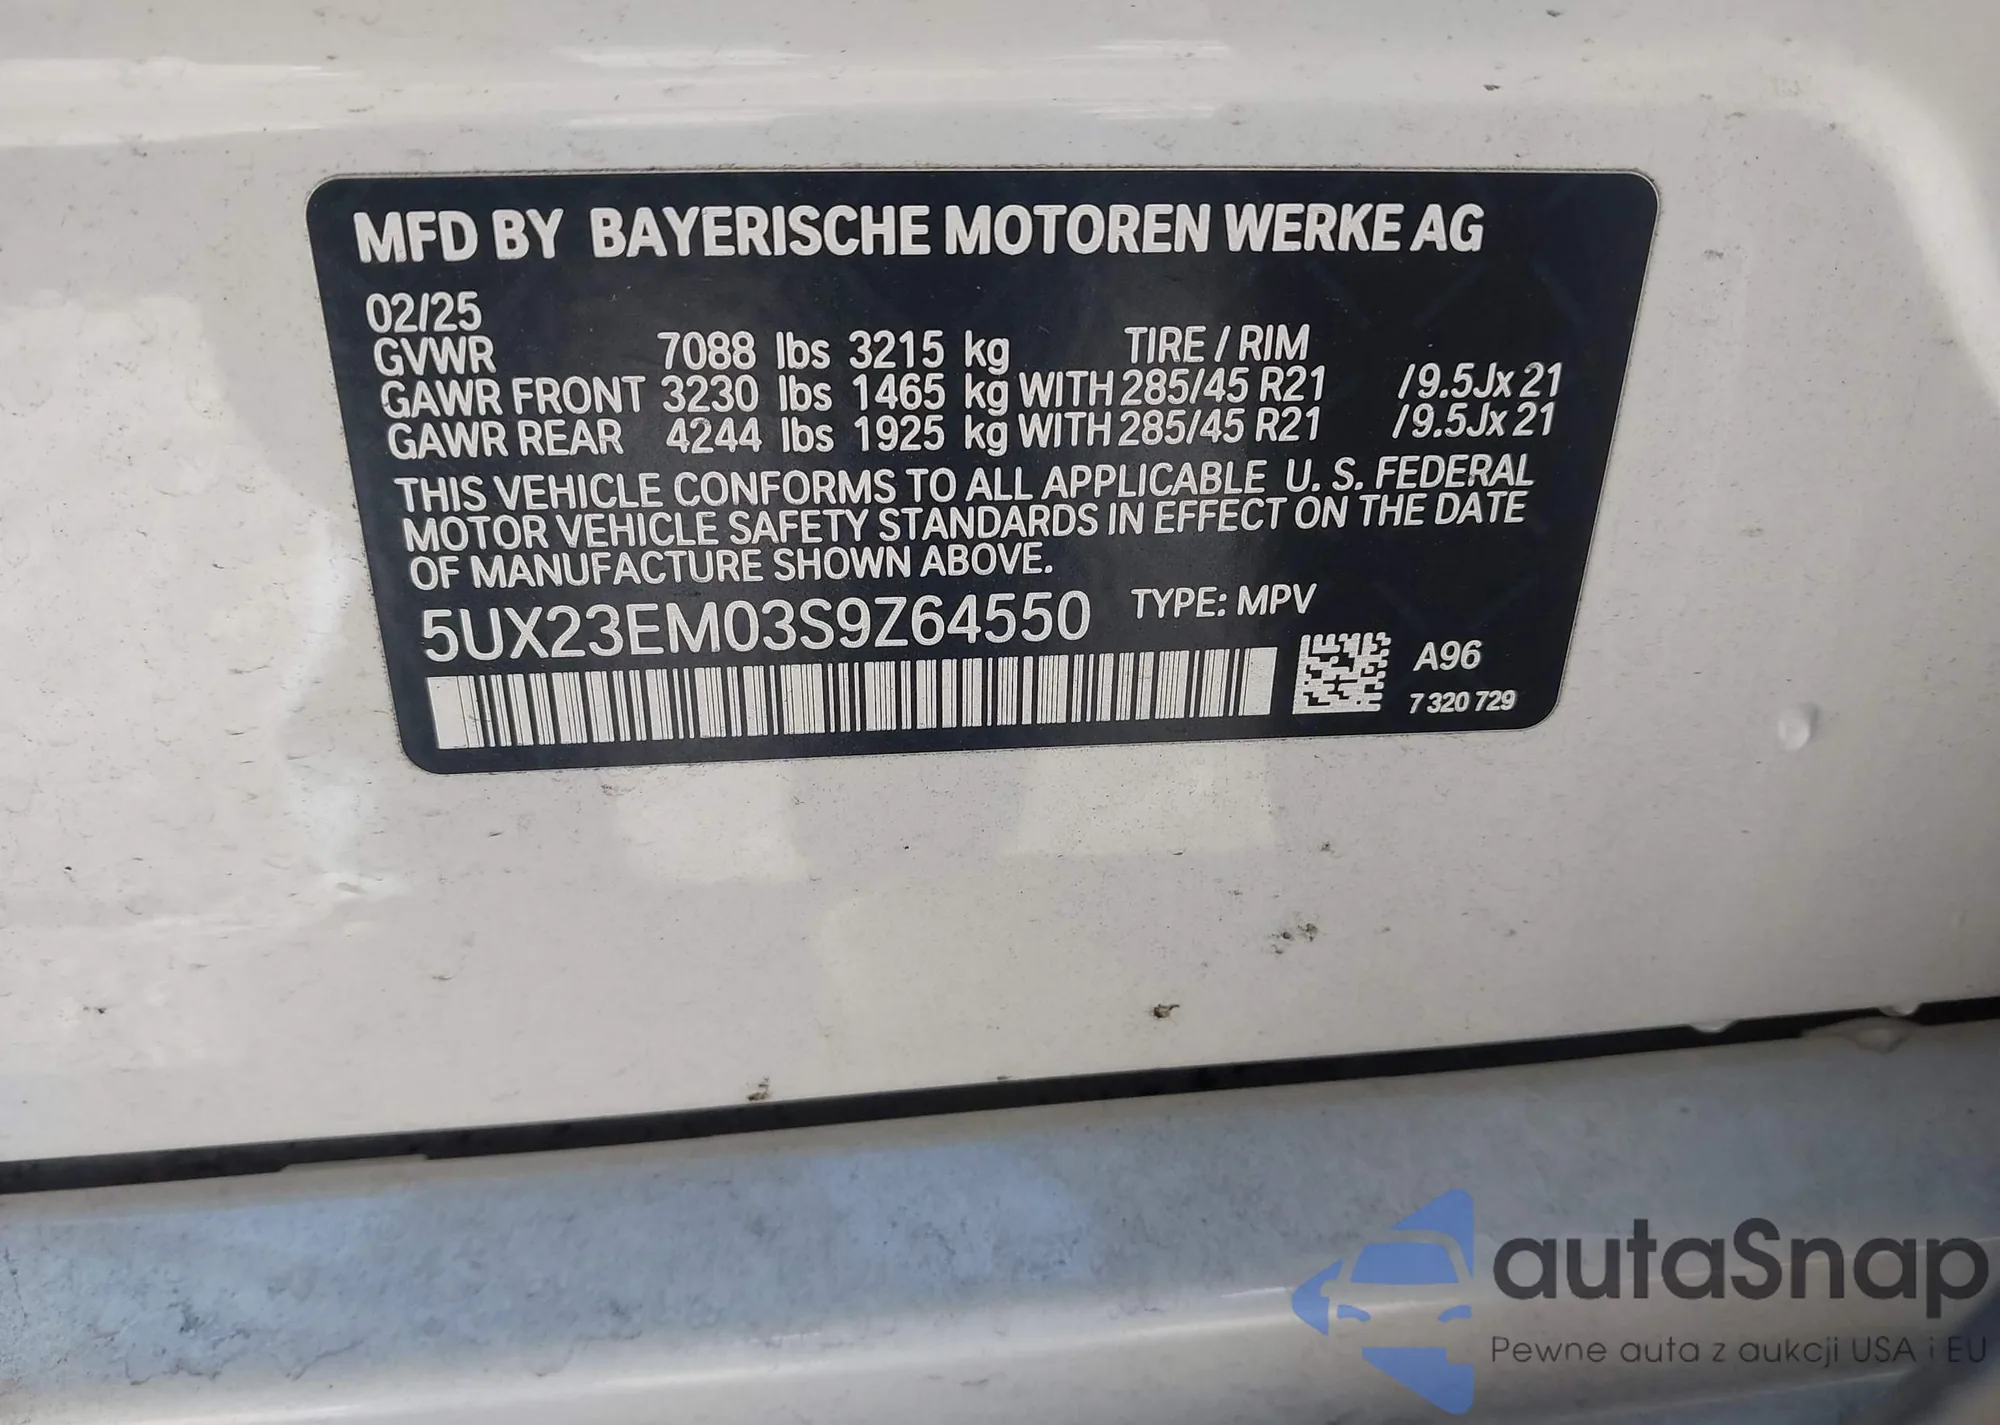 MFD BY BAYERISCHE MOTOREN WERKE AG
02/25
GVWR 7088 lbs 3215 kg TIRE / RIM
GAWR FRONT 3230 lbs 1465 kg WITH 285/45 R21 /9.5Jx21
GAWR REAR 4244 lbs 1925 kg WITH 285/45 R21 /9.5Jx21
THIS VEHICLE CONFORMS TO ALL APPLICABLE U. S. FEDERAL
MOTOR VEHICLE SAFETY STANDARDS IN EFFECT ON THE DATE
OF MANUFACTURE SHOWN ABOVE.
5UX23EM03S9Z64550 TYPE: MPV
A96
7 320 729
autaSnap
Pewne auta z aukcji USA i EU